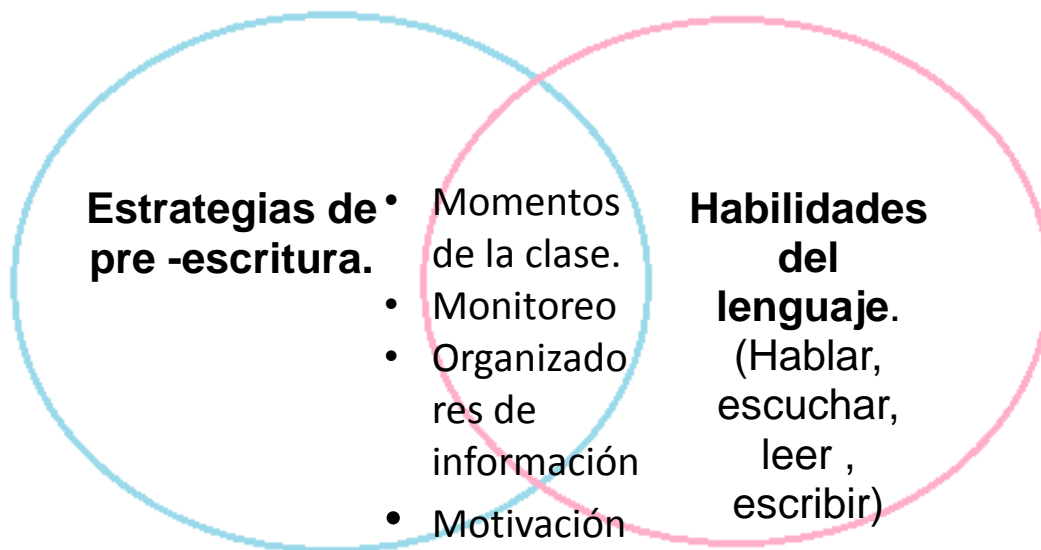 Estrategias de
pre -escritura.
• Momentos
de la clase.
• Monitoreo
• Organizado
res de
información
• Motivación
Habilidades
del
lenguaje.
(Hablar,
escuchar,
leer ,
escribir)